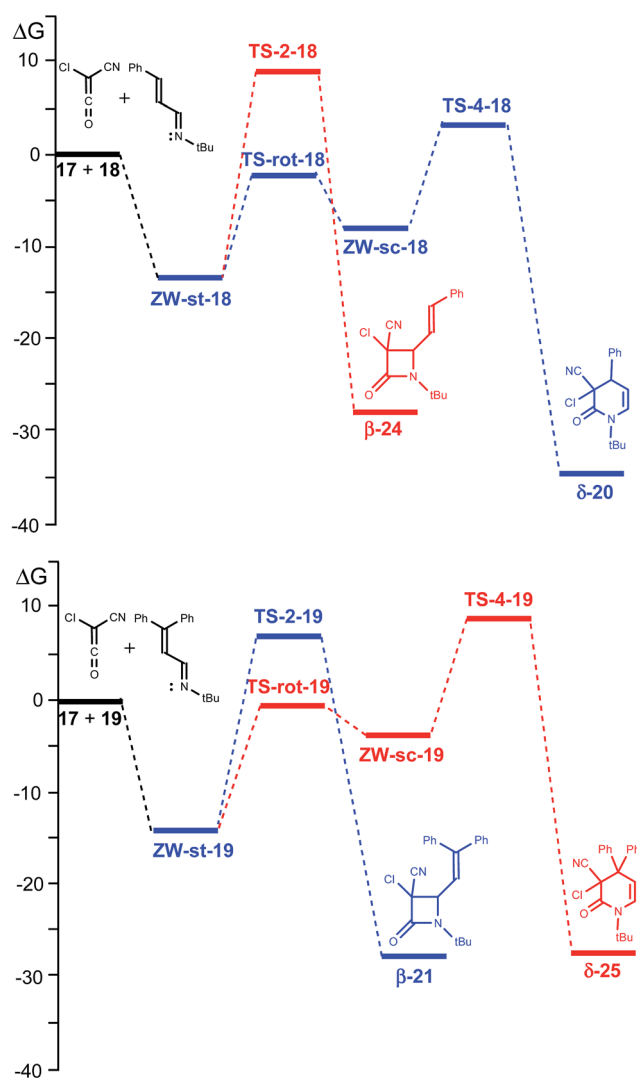 ΔG
TS-2-18
10
Cl
CN
Ph
C
+
O
:N
tBu
TS-4-18
TS-rot-18
0
17 + 18
ZW-sc-18
-10
ZW-st-18
-20
Ph
Cl
CN
O
N
tBu
Ph
NC
Cl
O
N
tBu
-30
β-24
δ-20
-40
ΔG
10
TS-2-19
TS-4-19
Cl
CN
Ph
Ph
C
+
O
:N
tBu
TS-rot-19
0
17 + 19
ZW-sc-19
-10
ZW-st-19
Ph
Ph
Cl
CN
O
N
tBu
Ph
Ph
NC
Cl
O
N
tBu
-20
β-21
δ-25
-30
-40